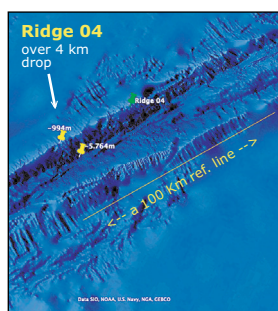 Ridge 04
over 4 km
drop
Ridge 04
-994m
-5.764m
<-- a 100 Km ref. line -->
Data SIO, NOAA, U.S. Navy, NGA, GEBCO